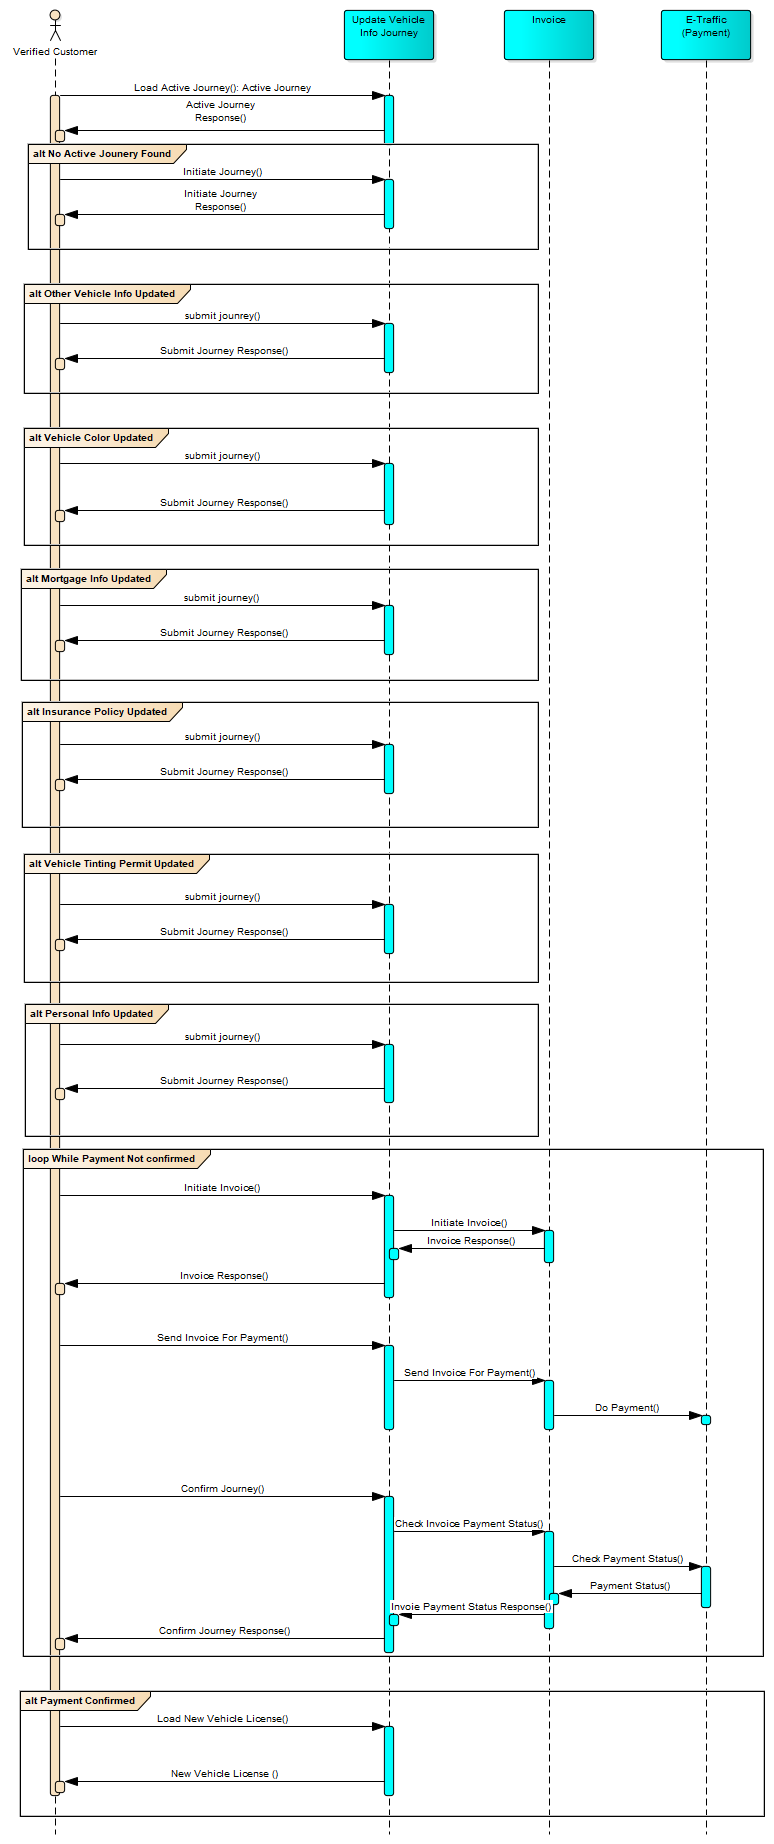 Verified Customer
Update Vehicle
Info Journey
Invoice
E-Traffic
(Payment)
Load Active Journey(): Active Journey
Active Journey
Response()
alt No Active Jounery Found
Initiate Journey()
Initiate Journey
Response()
alt Other Vehicle Info Updated
submit jounrey()
Submit Journey Response()
alt Vehicle Color Updated
submit journey()
Submit Journey Response()
alt Mortgage Info Updated
submit journey()
Submit Journey Response()
alt Insurance Policy Updated
submit journey()
Submit Journey Response()
alt Vehicle Tinting Permit Updated
submit journey()
Submit Journey Response()
alt Personal Info Updated
submit journey()
Submit Journey Response()
loop While Payment Not confirmed
Initiate Invoice()
Initiate Invoice()
Invoice Response()
Invoice Response()
Send Invoice For Payment()
Send Invoice For Payment()
Do Payment()
Confirm Journey()
Check Invoice Payment Status()
Check Payment Status()
Payment Status()
Invoie Payment Status Response()
Confirm Journey Response()
alt Payment Confirmed
Load New Vehicle License()
New Vehicle License ()